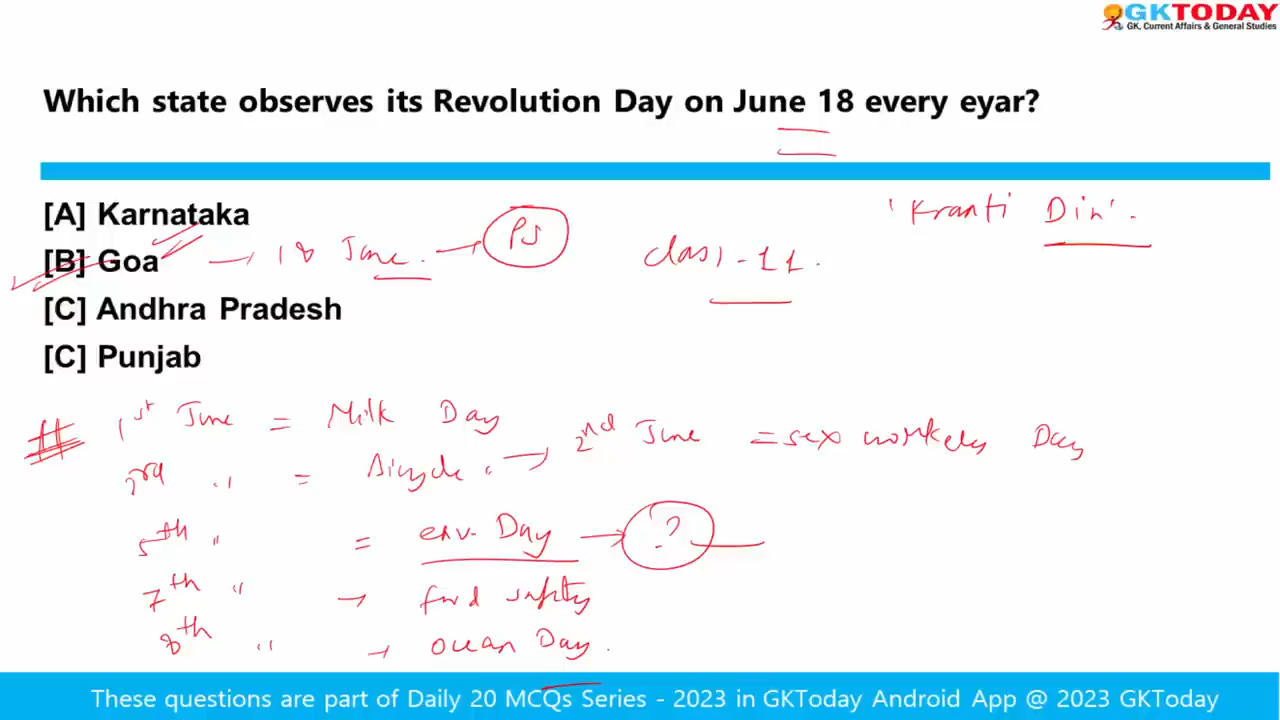 GKTODAY
GK, Current Affairs & General Studies
Which state observes its Revolution Day on June 18 every eyar?
[A] Karnataka
'Kranti Din'.
[B] Goa → 18 June. → PS
class - 11.
[C] Andhra Pradesh
[C] Punjab
# 1st June = Milk Day
2nd June = sex workers Day
3rd " = Bicycle " →
5th " = env. Day → ?
7th " → food safety
8th " → ocean Day.
These questions are part of Daily 20 MCQs Series - 2023 in GKToday Android App @ 2023 GKToday